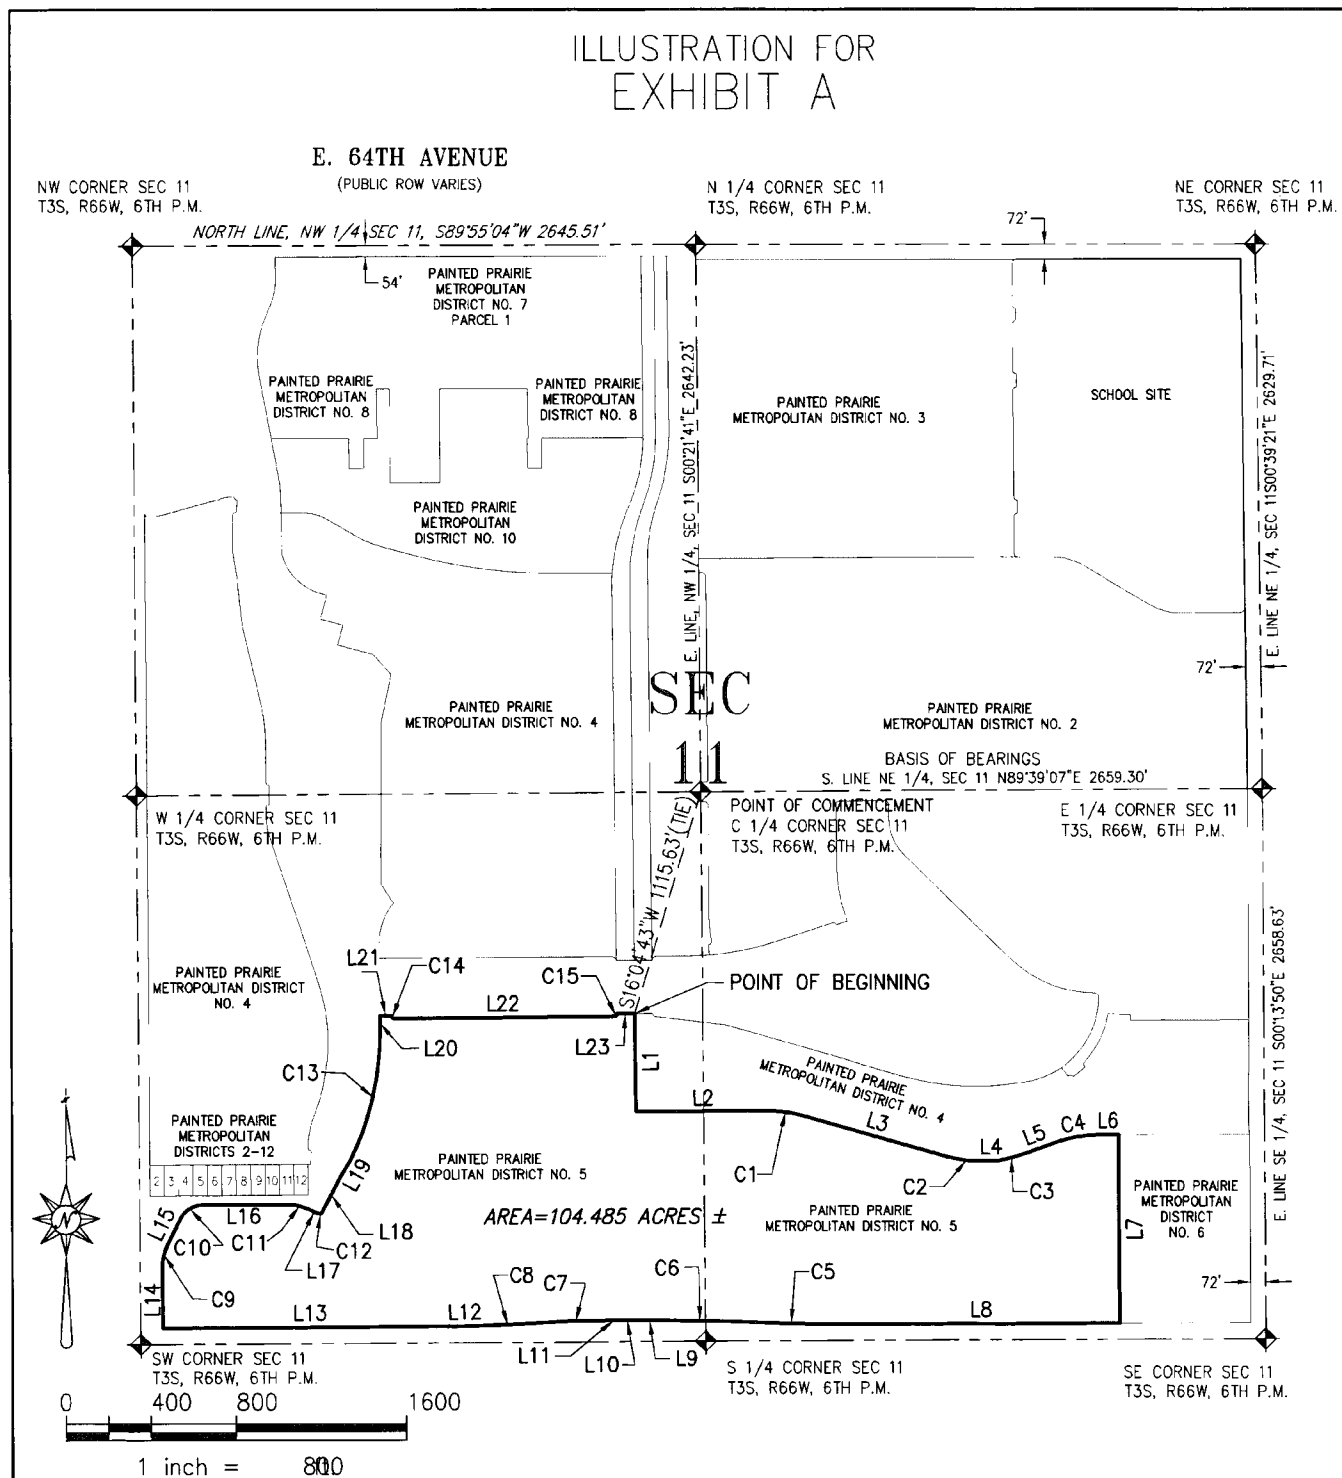 ILLUSTRATION FOR
EXHIBIT A
E. 64TH AVENUE
(PUBLIC ROW VARIES)
NW CORNER SEC 11
T3S, R66W, 6TH P.M.
N 1/4 CORNER SEC 11
T3S, R66W, 6TH P.M.
NE CORNER SEC 11
T3S, R66W, 6TH P.M.
NORTH LINE, NW 1/4 SEC 11, S89°55'04"W 2645.51'
72'
54'
PAINTED PRAIRIE
METROPOLITAN
DISTRICT NO. 7
PARCEL 1
PAINTED PRAIRIE
METROPOLITAN
DISTRICT NO. 8
PAINTED PRAIRIE
METROPOLITAN
DISTRICT NO. 8
PAINTED PRAIRIE
METROPOLITAN DISTRICT NO. 3
SCHOOL SITE
E. LINE, NW 1/4, SEC 11 S00°21'41"E 2642.23'
E. LINE NE 1/4, SEC 11S00°39'21"E 2629.71'
PAINTED PRAIRIE
METROPOLITAN
DISTRICT NO. 10
72'
PAINTED PRAIRIE
METROPOLITAN DISTRICT NO. 4
SEC
11
PAINTED PRAIRIE
METROPOLITAN DISTRICT NO. 2
BASIS OF BEARINGS
S. LINE NE 1/4, SEC 11 N89°39'07"E 2659.30'
W 1/4 CORNER SEC 11
T3S, R66W, 6TH P.M.
POINT OF COMMENCEMENT
C 1/4 CORNER SEC 11
T3S, R66W, 6TH P.M.
E 1/4 CORNER SEC 11
T3S, R66W, 6TH P.M.
S16°04'43"W 1115.63'(TIE)
E. LINE SE 1/4, SEC 11 S00°13'50"E 2658.63'
PAINTED PRAIRIE
METROPOLITAN DISTRICT
NO. 4
L21
C14
L22
C15
POINT OF BEGINNING
L20
L23
L1
C13
L2
PAINTED PRAIRIE
METROPOLITAN DISTRICT NO. 4
L3
L4
L5
C4
L6
C1
C2
C3
PAINTED PRAIRIE
METROPOLITAN
DISTRICTS 2-12
2 3 4 5 6 7 8 9 10 11 12
L19
PAINTED PRAIRIE
METROPOLITAN DISTRICT NO. 5
AREA=104.485 ACRES ±
PAINTED PRAIRIE
METROPOLITAN DISTRICT NO. 5
PAINTED PRAIRIE
METROPOLITAN
DISTRICT
NO. 6
L7
L15
C10
L16
C11
L17
C12
L18
N
C9
L14
L13
L12
C8
C7
C6
C5
L8
72'
L11
L10
L9
SW CORNER SEC 11
T3S, R66W, 6TH P.M.
S 1/4 CORNER SEC 11
T3S, R66W, 6TH P.M.
SE CORNER SEC 11
T3S, R66W, 6TH P.M.
0 400 800 1600
1 inch = 800